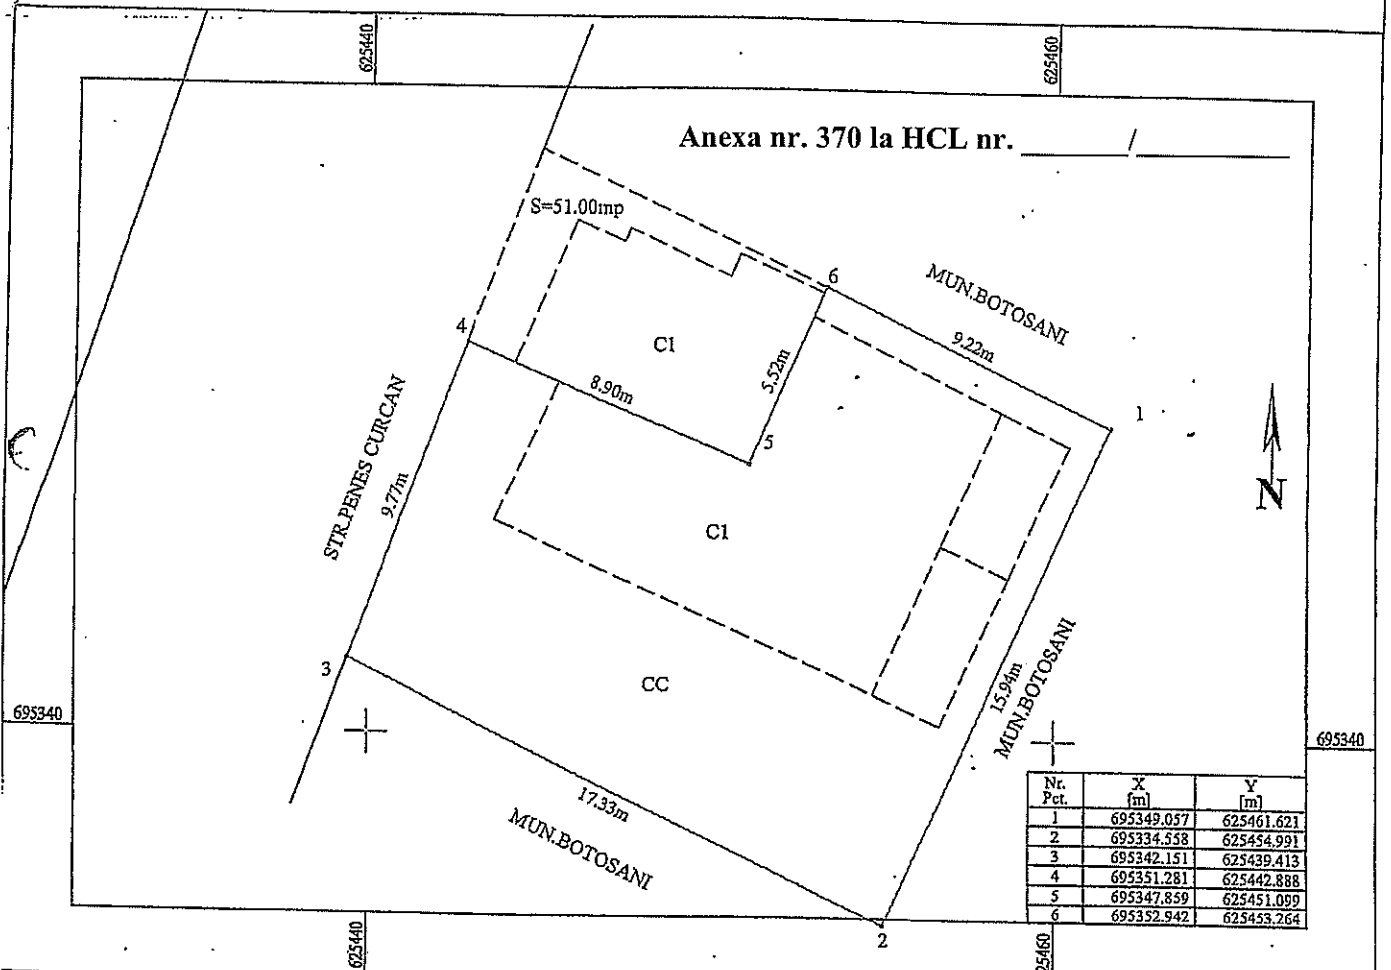 625440
625460
Anexa nr. 370 la HCL nr. ______/______
S=51.00mp
6
MUN.BOTOSANI
9.22m
4
C1
5.52m
8.90m
1
5
STR.PENES CURCAN
9.77m
N
C1
3
CC
15.94m
MUN.BOTOSANI
695340
695340
17.33m
MUN.BOTOSANI
2
Nr. Pct. X [m] Y [m]
1 695349.057 625461.621
2 695334.558 625454.991
3 695342.151 625439.413
4 695351.281 625442.888
5 695347.859 625451.099
6 695352.942 625453.264
625440
25460